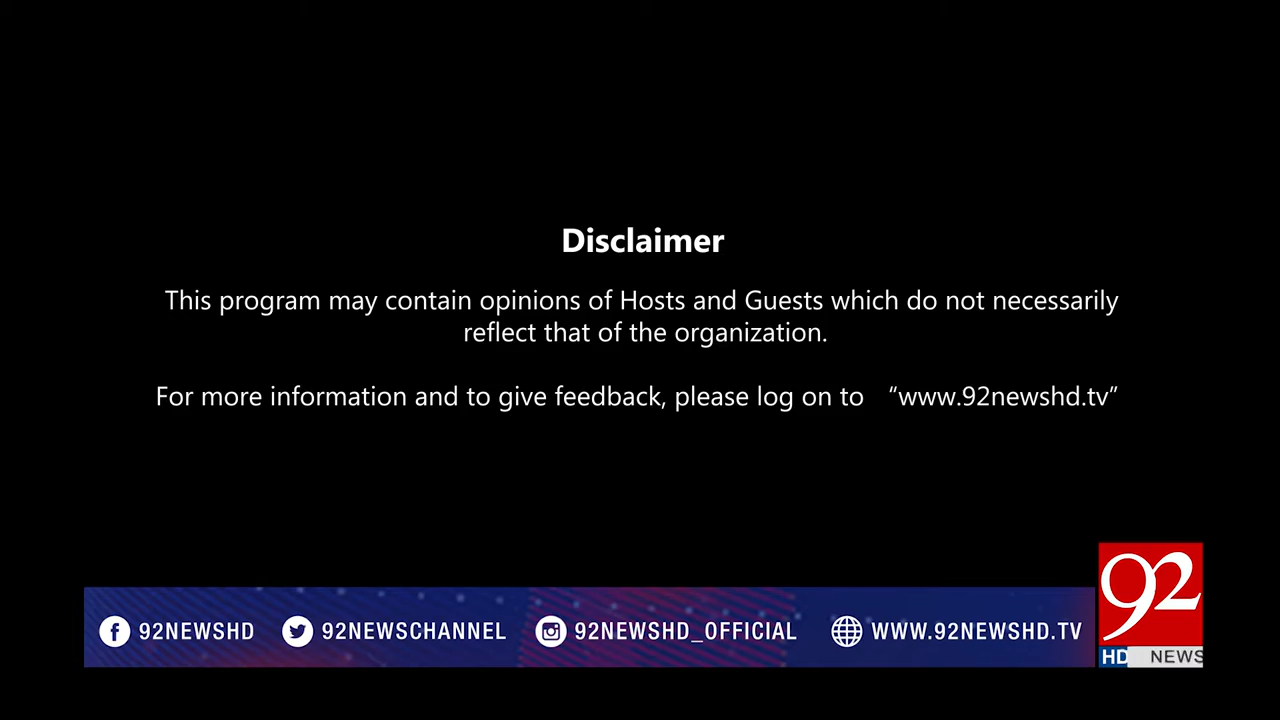 Disclaimer
This program may contain opinions of Hosts and Guests which do not necessarily
reflect that of the organization.
For more information and to give feedback, please log on to “www.92newshd.tv”
92NEWSHD
92NEWSCHANNEL
92NEWSHD_OFFICIAL
WWW.92NEWSHD.TV
92
HD NEWS